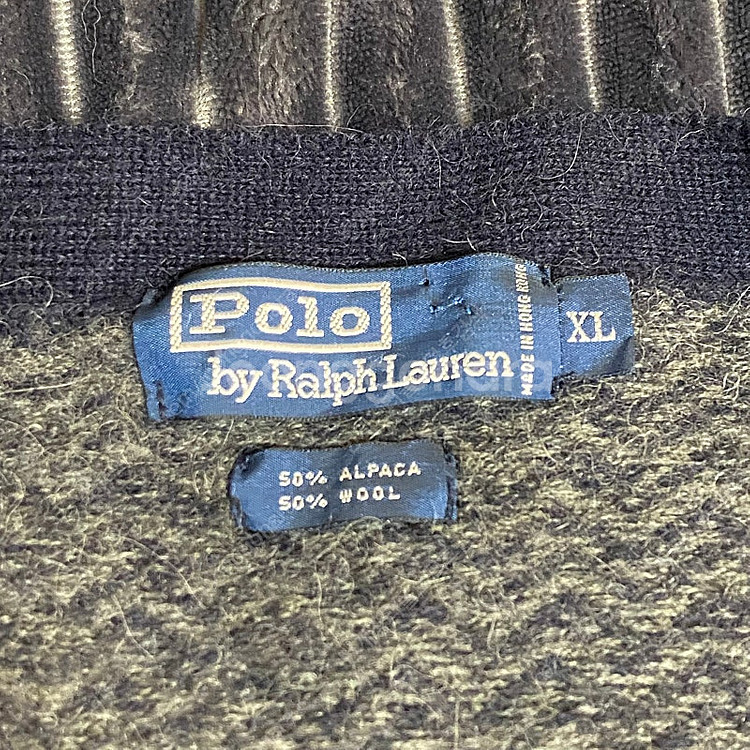 Polo
by Ralph Lauren
MADE IN HONG KONG
XL
50% ALPACA
50% WOOL